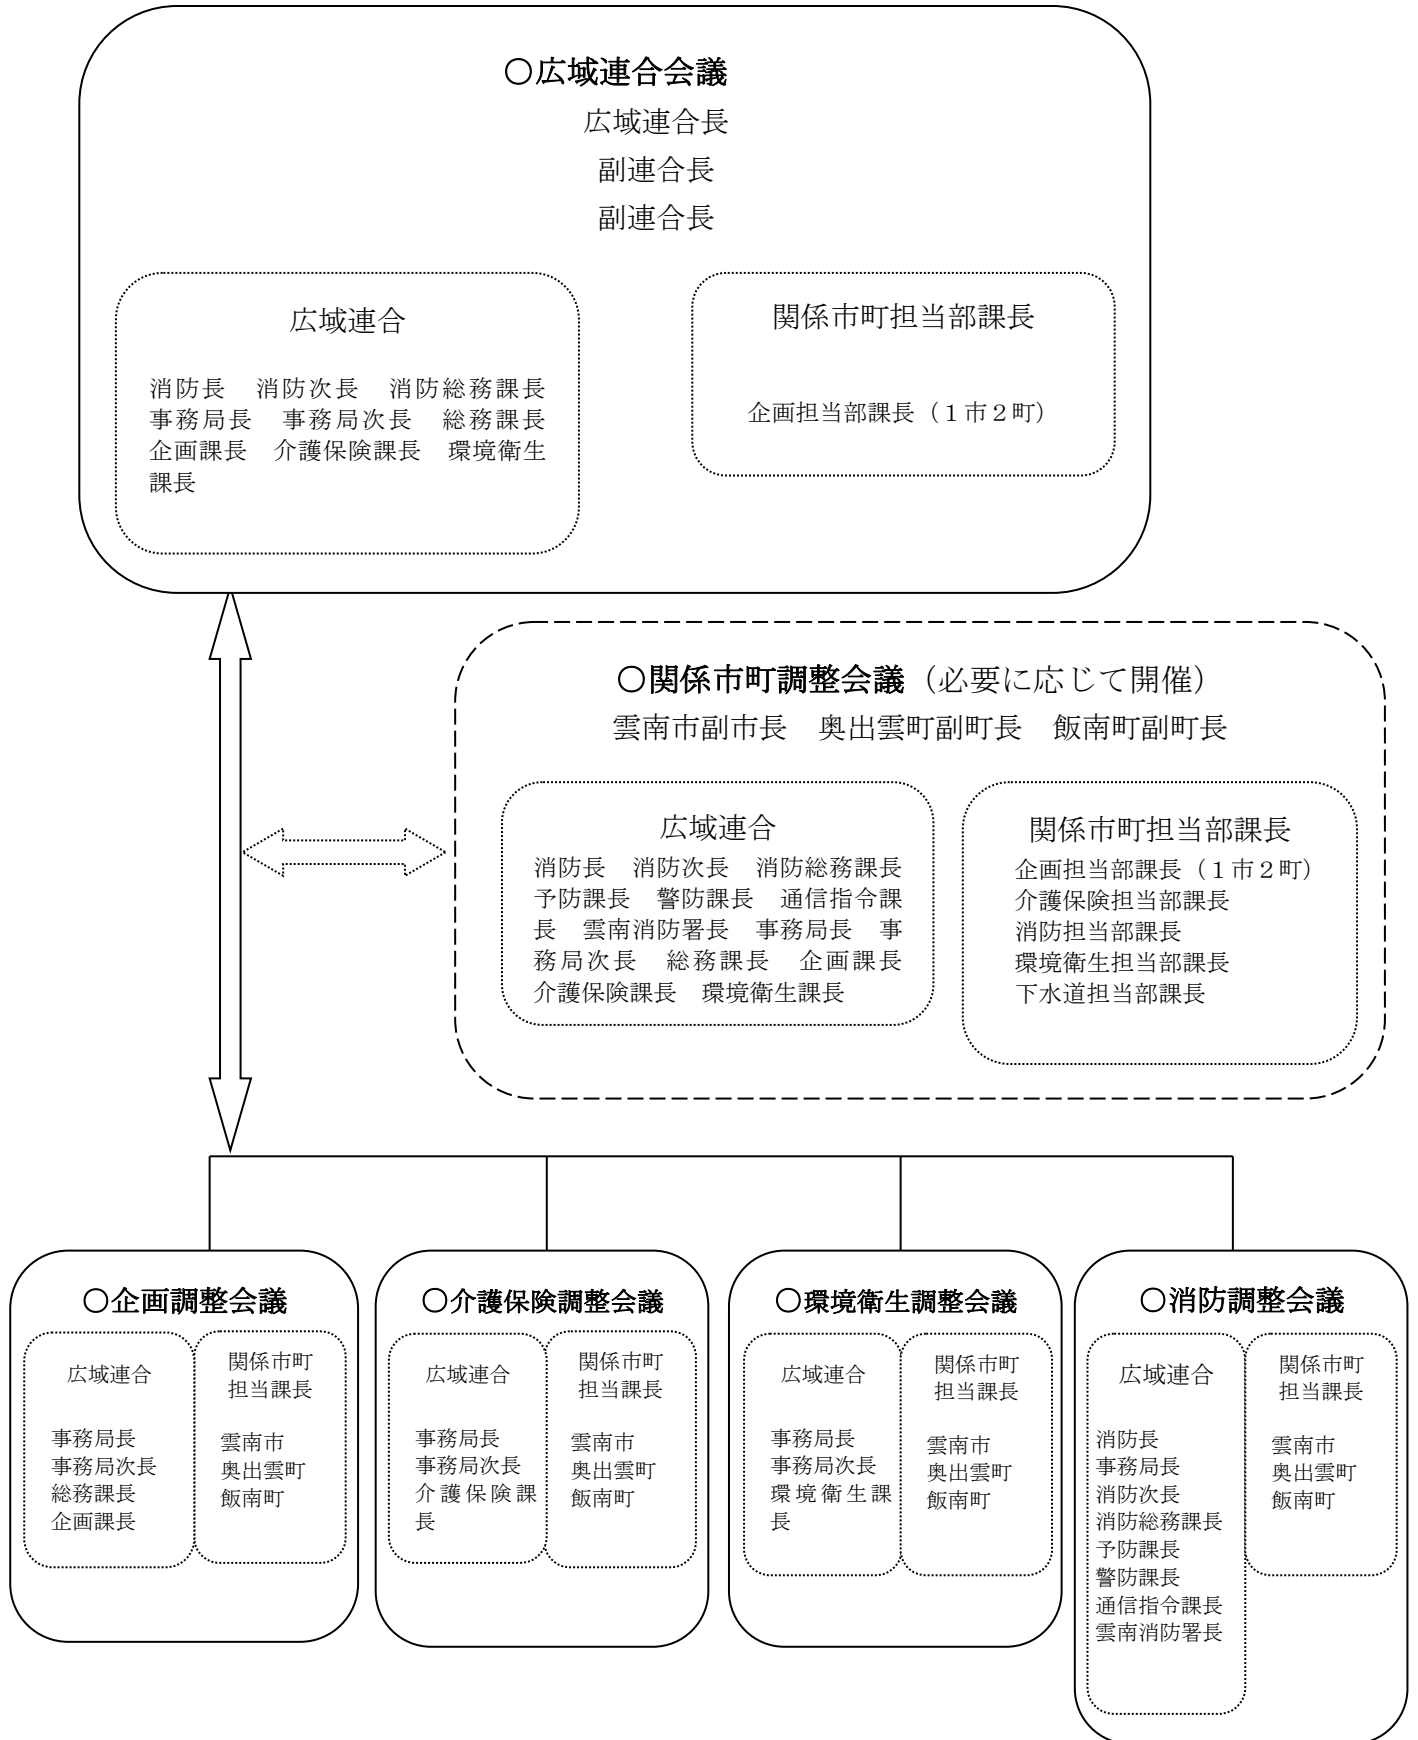 ○広域連合会議
広域連合長
副連合長
副連合長
広域連合
消防長　消防次長　消防総務課長
事務局長　事務局次長　総務課長
企画課長　介護保険課長　環境衛生
課長
関係市町担当部課長
企画担当部課長（１市２町）
○関係市町調整会議（必要に応じて開催）
雲南市副市長　奥出雲町副町長　飯南町副町長
広域連合
消防長　消防次長　消防総務課長
予防課長　警防課長　通信指令課
長　雲南消防署長　事務局長　事
務局次長　総務課長　企画課長
介護保険課長　環境衛生課長
関係市町担当部課長
企画担当部課長（１市２町）
介護保険担当部課長
消防担当部課長
環境衛生担当部課長
下水道担当部課長
○企画調整会議
広域連合
事務局長
事務局次長
総務課長
企画課長
関係市町
担当課長
雲南市
奥出雲町
飯南町
○介護保険調整会議
広域連合
事務局長
事務局次長
介護保険課
長
関係市町
担当課長
雲南市
奥出雲町
飯南町
○環境衛生調整会議
広域連合
事務局長
事務局次長
環境衛生課
長
関係市町
担当課長
雲南市
奥出雲町
飯南町
○消防調整会議
広域連合
消防長
事務局長
消防次長
消防総務課長
予防課長
警防課長
通信指令課長
雲南消防署長
関係市町
担当課長
雲南市
奥出雲町
飯南町